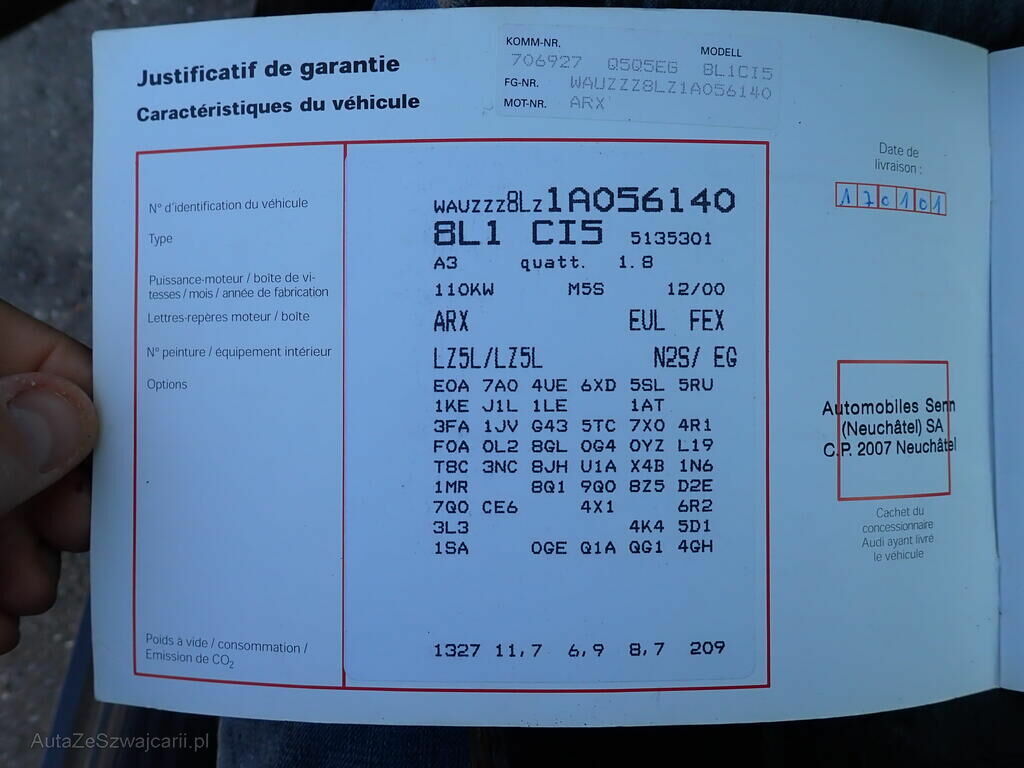 Justificatif de garantie
Caractéristiques du véhicule
KOMM-NR. MODELL
706927 Q5Q5EG 8L1CI5
FG-NR. WAUZZZ8LZ1A056140
MOT-NR. ARX
N° d'identification du véhicule WAUZZZ8LZ1A056140
Type 8L1 CI5 5135301
A3 quatt. 1.8
Puissance-moteur / boîte de vi-
tesses / mois / année de fabrication 110KW M5S 12/00
Lettres-repères moteur / boîte ARX EUL FEX
N° peinture / équipement intérieur LZ5L/LZ5L N2S/ EG
Options E0A 7A0 4UE 6XD 5SL 5RU
1KE J1L 1LE 1AT
3FA 1JV G43 5TC 7X0 4R1
F0A 0L2 8GL 0G4 0YZ L19
T8C 3NC 8JH U1A X4B 1N6
1MR 8Q1 9Q0 8Z5 D2E
7Q0 CE6 4X1 6R2
3L3 4K4 5D1
1SA 0GE Q1A QG1 4GH
Poids à vide / consommation /
Emission de CO2 1327 11,7 6,9 8,7 209
Date de
livraison :
170101
Automobiles Senn
(Neuchâtel) SA
C.P. 2007 Neuchâtel
Cachet du
concessionnaire
Audi ayant livré
le véhicule
AutaZeSzwajcarii.pl